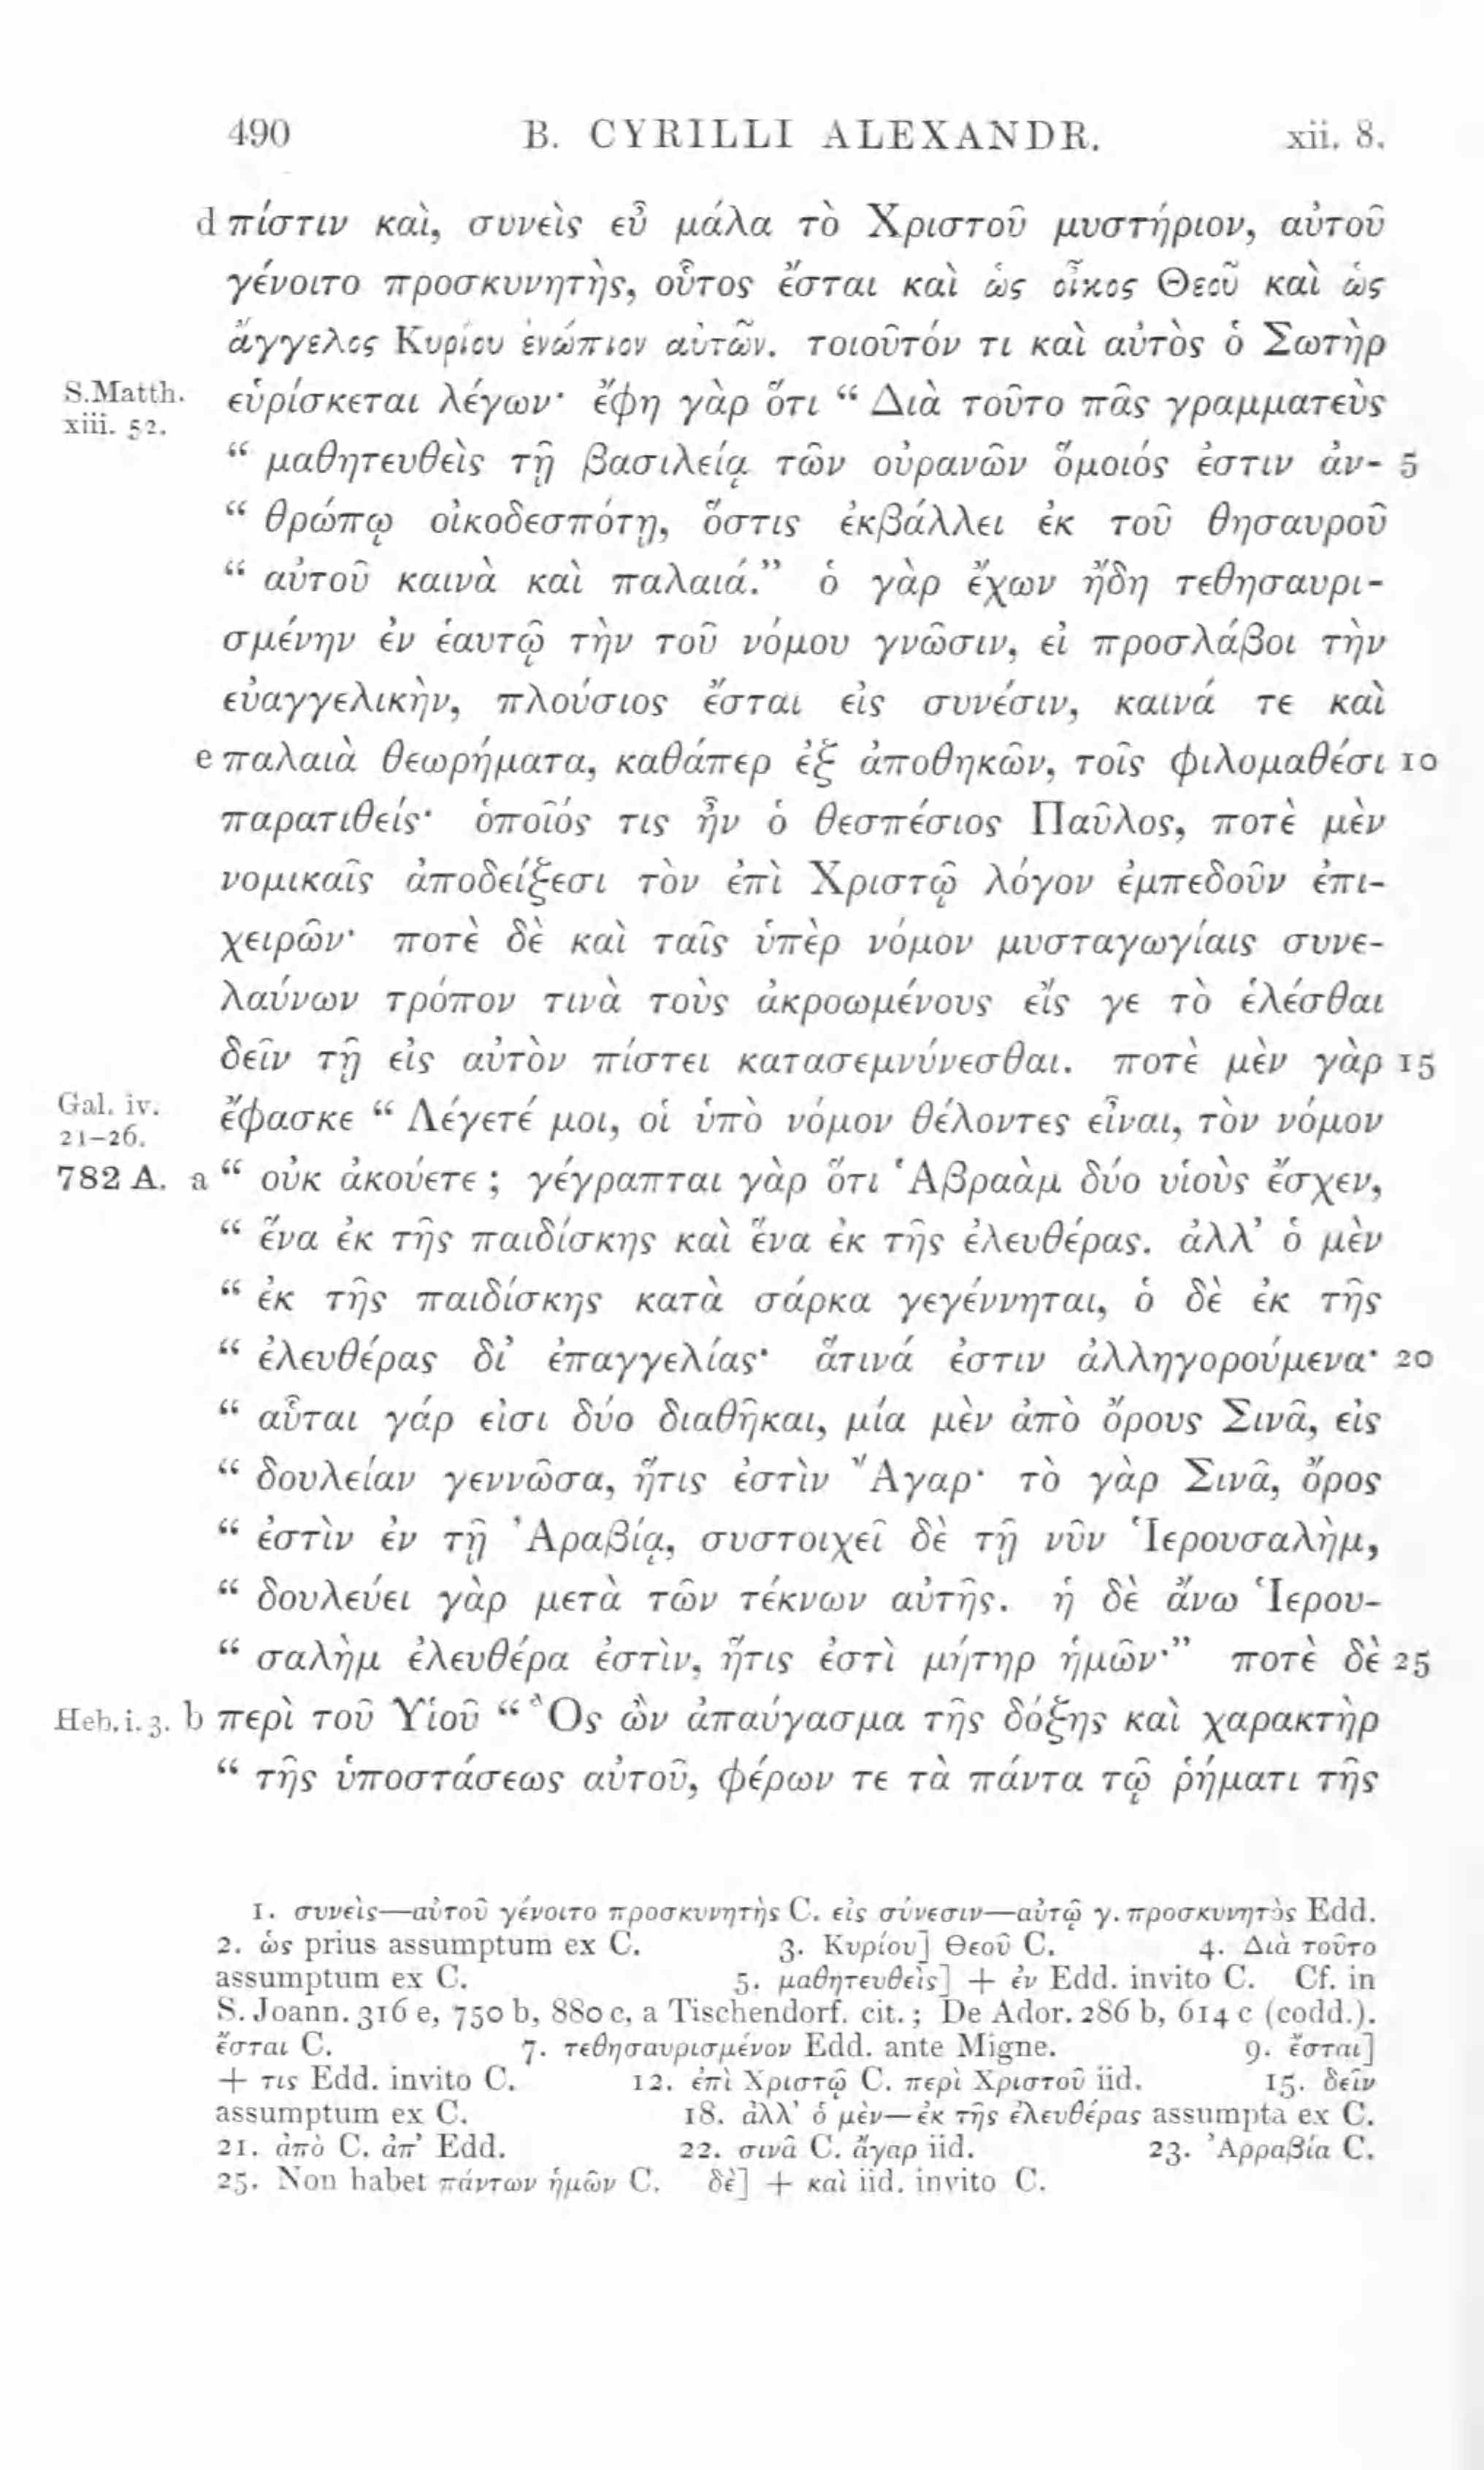 490 B. CYRILLI ALEXANDR. xii. 8.
d πίστιν καὶ, συνεὶς εὖ μάλα τὸ Χριστοῦ μυστήριον, αὐτοῦ
γένοιτο προσκυνητὴς, οὗτος ἔσται καὶ ὡς οἶκος Θεοῦ καὶ ὡς
ἄγγελος Κυρίου ἐνώπιον αὐτῶν. τοιοῦτόν τι καὶ αὐτὸς ὁ Σωτὴρ
S.Matth. xiii. 52. εὑρίσκεται λέγων· ἔφη γὰρ ὅτι “ Διὰ τοῦτο πᾶς γραμματεὺς
“ μαθητευθεὶς τῇ βασιλείᾳ τῶν οὐρανῶν ὅμοιός ἐστιν ἀν- 5
“ θρώπῳ οἰκοδεσπότῃ, ὅστις ἐκβάλλει ἐκ τοῦ θησαυροῦ
“ αὐτοῦ καινὰ καὶ παλαιά.” ὁ γὰρ ἔχων ἤδη τεθησαυρι-
σμένην ἐν ἑαυτῷ τὴν τοῦ νόμου γνῶσιν, εἰ προσλάβοι τὴν
εὐαγγελικὴν, πλούσιος ἔσται εἰς συνέσιν, καινά τε καὶ
e παλαιὰ θεωρήματα, καθάπερ ἐξ ἀποθηκῶν, τοῖς φιλομαθέσι 10
παρατιθείς· ὁποῖός τις ἦν ὁ θεσπέσιος Παῦλος, ποτὲ μὲν
νομικαῖς ἀποδείξεσι τὸν ἐπὶ Χριστῷ λόγον ἐμπεδοῦν ἐπι-
χειρῶν· ποτὲ δὲ καὶ ταῖς ὑπὲρ νόμον μυσταγωγίαις συνε-
λαύνων τρόπον τινὰ τοὺς ἀκροωμένους εἴς γε τὸ ἑλέσθαι
δεῖν τῇ εἰς αὐτὸν πίστει κατασεμνύνεσθαι. ποτὲ μὲν γὰρ 15
Gal. iv. 21–26. ἔφασκε “ Λέγετέ μοι, οἱ ὑπὸ νόμον θέλοντες εἶναι, τὸν νόμον
782 A. a “ οὐκ ἀκούετε ; γέγραπται γὰρ ὅτι Ἁβραὰμ δύο υἱοὺς ἔσχεν,
“ ἕνα ἐκ τῆς παιδίσκης καὶ ἕνα ἐκ τῆς ἐλευθέρας. ἀλλ’ ὁ μὲν
“ ἐκ τῆς παιδίσκης κατὰ σάρκα γεγέννηται, ὁ δὲ ἐκ τῆς
“ ἐλευθέρας δι’ ἐπαγγελίας· ἅτινά ἐστιν ἀλληγορούμενα· 20
“ αὗται γάρ εἰσι δύο διαθῆκαι, μία μὲν ἀπὸ ὄρους Σινᾶ, εἰς
“ δουλείαν γεννῶσα, ἥτις ἐστὶν Ἄγαρ· τὸ γὰρ Σινᾶ, ὄρος
“ ἐστὶν ἐν τῇ Ἀραβίᾳ, συστοιχεῖ δὲ τῇ νῦν Ἱερουσαλὴμ,
“ δουλεύει γὰρ μετὰ τῶν τέκνων αὐτῆς. ἡ δὲ ἄνω Ἱερου-
“ σαλὴμ ἐλευθέρα ἐστὶν, ἥτις ἐστὶ μήτηρ ἡμῶν·” ποτὲ δὲ 25
Heb. i. 3. b περὶ τοῦ Υἱοῦ “ Ὃς ὢν ἀπαύγασμα τῆς δόξης καὶ χαρακτὴρ
“ τῆς ὑποστάσεως αὐτοῦ, φέρων τε τὰ πάντα τῷ ῥήματι τῆς
1. συνεὶς—αὐτοῦ γένοιτο προσκυνητὴς C. εἰς σύνεσιν—αὐτῷ γ. προσκυνητὸς Edd.
2. ὡς prius assumptum ex C. 3. Κυρίου] Θεοῦ C. 4. Διὰ τοῦτο
assumptum ex C. 5. μαθητευθεὶς] + ἐν Edd. invito C. Cf. in
S. Joann. 316 e, 750 b, 880 c, a Tischendorf. cit. ; De Ador. 286 b, 614 c (codd.).
ἔσται C. 7. τεθησαυρισμένον Edd. ante Migne. 9. ἔσται]
+ τις Edd. invito C. 12. ἐπὶ Χριστῷ C. περὶ Χριστοῦ iid. 15. δεῖν
assumptum ex C. 18. ἀλλ’ ὁ μὲν—ἐκ τῆς ἐλευθέρας assumpta ex C.
21. ἀπὸ C. ἀπ’ Edd. 22. σινᾶ C. ἄγαρ iid. 23. Ἀρραβία C.
25. Non habet πάντων ἡμῶν C. δὲ] + καὶ iid. invito C.